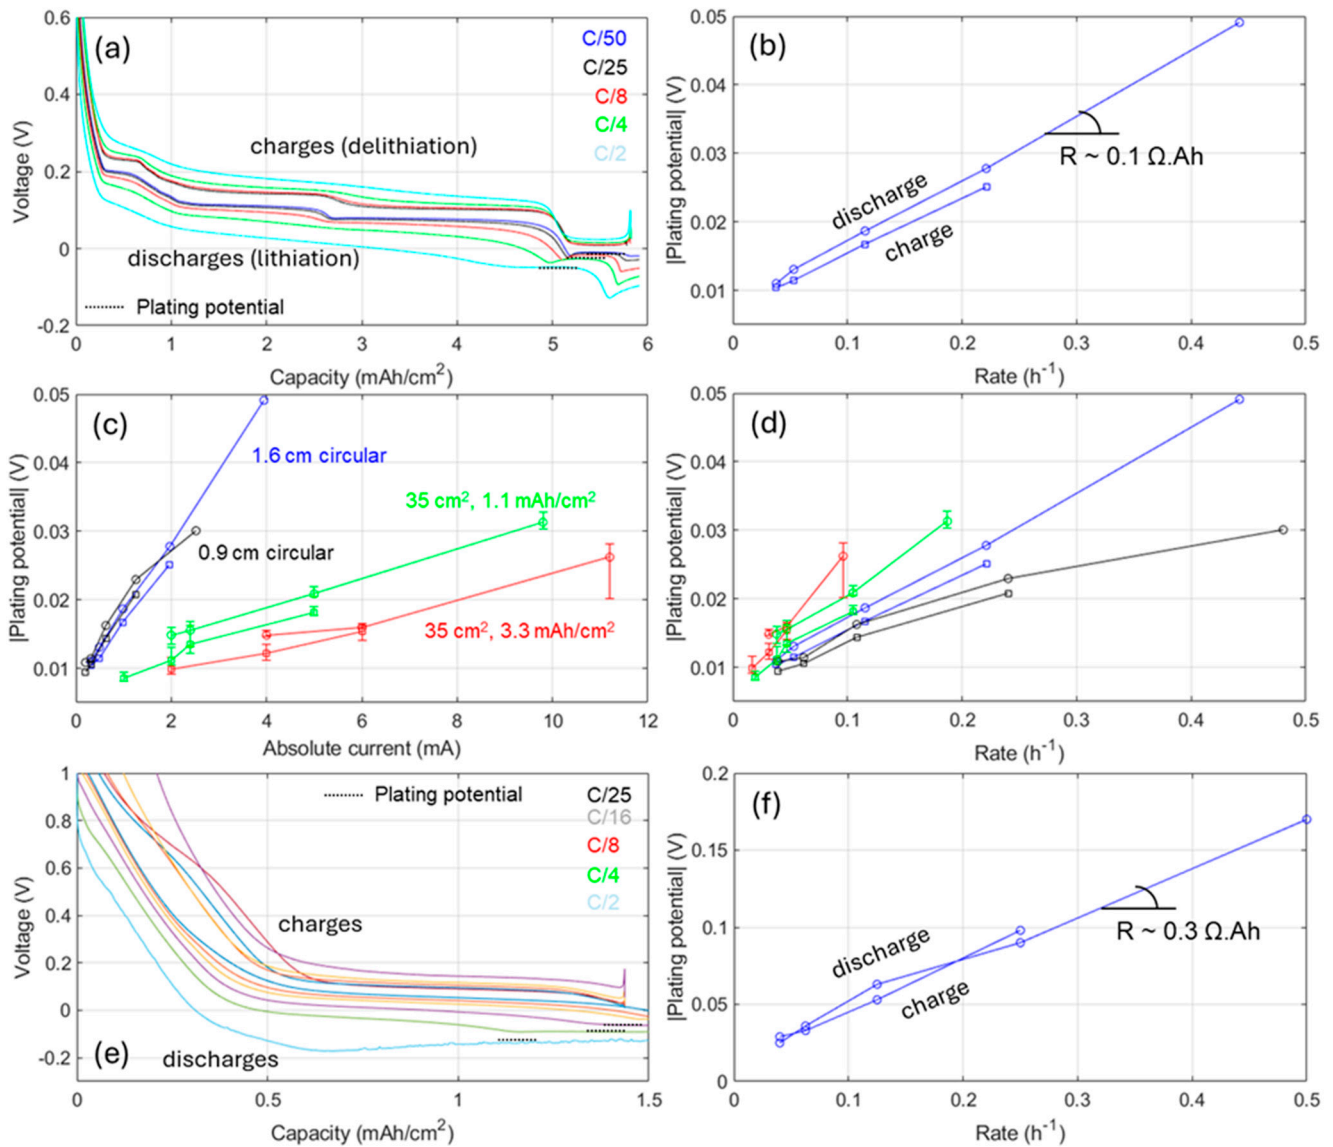 (a)
C/50
C/25
C/8
C/4
C/2
charges (delithiation)
discharges (lithiation)
Plating potential
0.6
0.4
0.2
0
-0.2
Voltage (V)
0
1
2
3
2
4
5
6
Capacity (mAh/cm²)
(b)
0.05
0.04
0.03
0.02
0.01
|Plating potential| (V)
discharge
charge
R ~ 0.1 Ω.Ah
0
0.1
0.2
0.3
0.4
0.5
Rate (h⁻¹)
(c)
0.05
0.04
0.03
0.02
0.01
|Plating potential| (V)
1.6 cm circular
35 cm², 1.1 mAh/cm²
0.9 cm circular
35 cm², 3.3 mAh/cm²
0
2
4
6
8
10
12
Absolute current (mA)
(d)
0.05
0.04
0.03
0.02
0.01
|Plating potential| (V)
0
0.1
0.2
0.3
0.4
0.5
Rate (h⁻¹)
(e)
1
0.8
0.6
0.4
0.2
0
-0.2
Voltage (V)
Plating potential
C/25
C/16
C/8
C/4
C/2
charges
discharges
0
0.5
1
1.5
Capacity (mAh/cm²)
(f)
0.2
0.15
0.1
0.05
0
|Plating potential| (V)
discharge
charge
R ~ 0.3 Ω.Ah
0
0.1
0.2
0.3
0.4
0.5
Rate (h⁻¹)